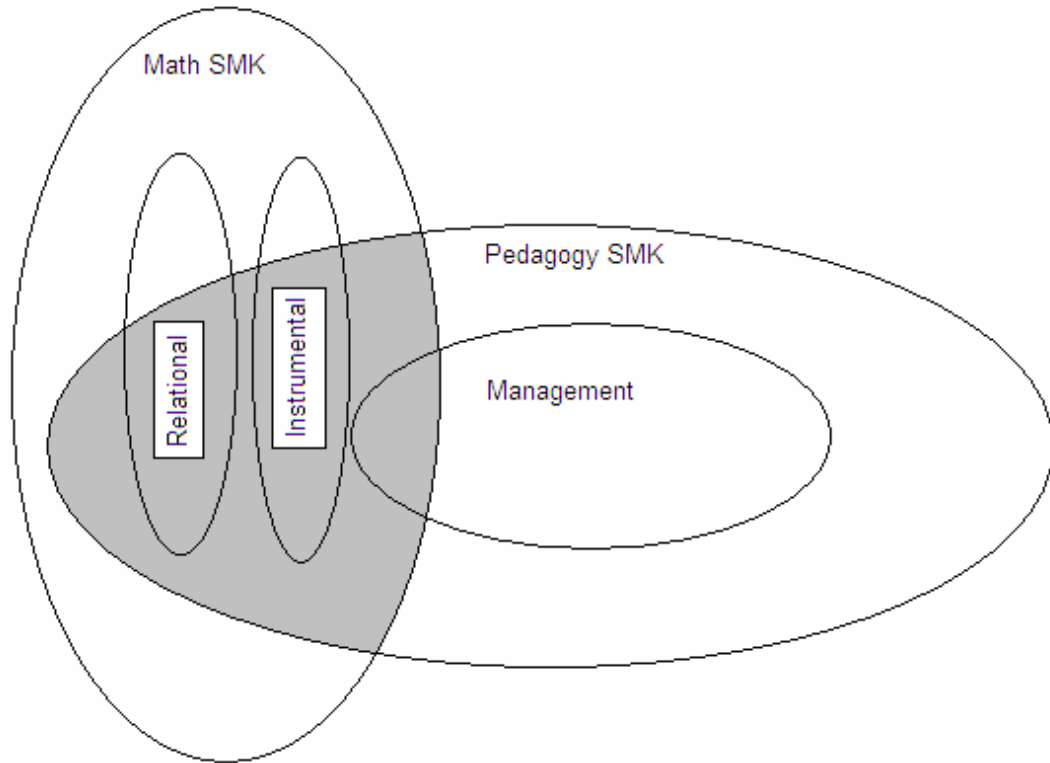 Math SMK
Pedagogy SMK
Relational
Instrumental
Management